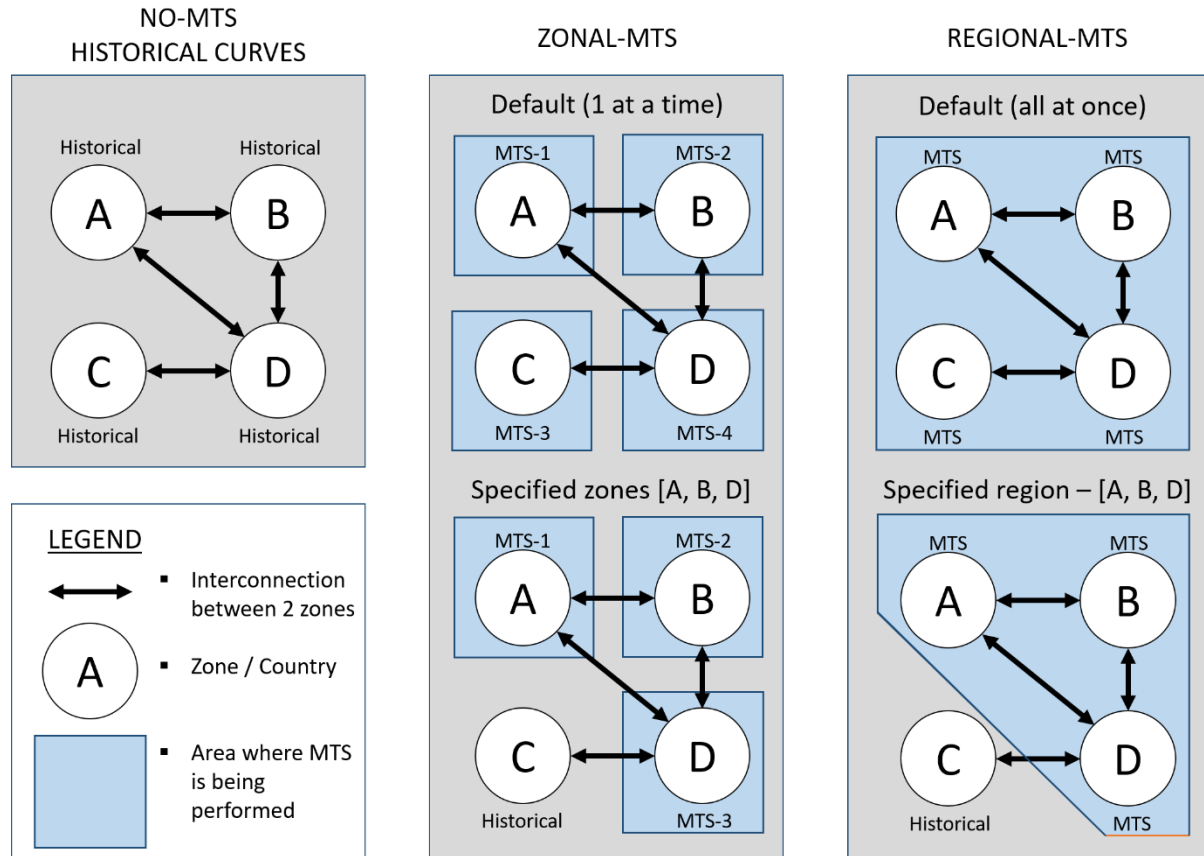 NO-MTS
HISTORICAL CURVES
Historical
Historical
A
B
C
D
Historical
Historical
LEGEND
▪ Interconnection
between 2 zones
A
▪ Zone / Country
▪ Area where MTS
is being
performed
ZONAL-MTS
Default (1 at a time)
MTS-1
MTS-2
A
B
C
D
MTS-3
MTS-4
Specified zones [A, B, D]
MTS-1
MTS-2
A
B
C
D
Historical
MTS-3
REGIONAL-MTS
Default (all at once)
MTS
MTS
A
B
C
D
MTS
MTS
Specified region – [A, B, D]
MTS
MTS
A
B
C
D
Historical
MTS